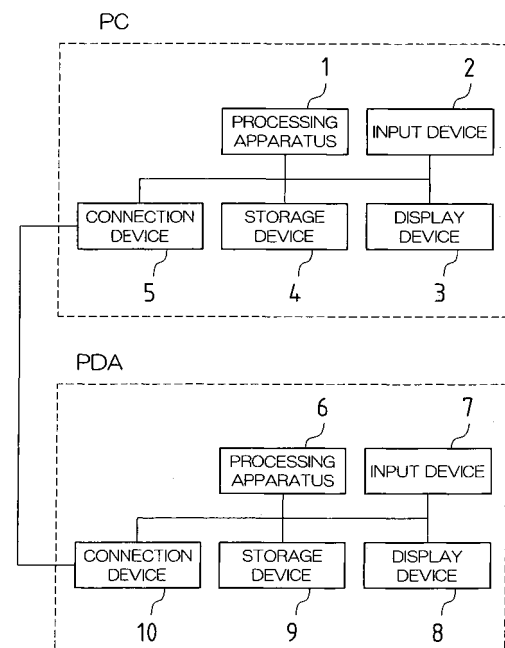 PC
1
2
PROCESSING
APPARATUS
INPUT DEVICE
CONNECTION
DEVICE
STORAGE
DEVICE
DISPLAY
DEVICE
5
4
3
PDA
6
7
PROCESSING
APPARATUS
INPUT DEVICE
CONNECTION
DEVICE
STORAGE
DEVICE
DISPLAY
DEVICE
10
9
8